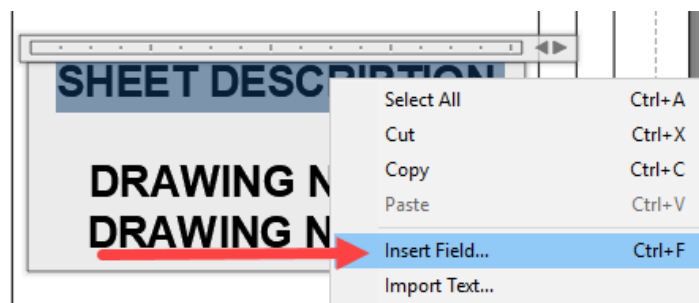 SHEET DESCRIPTION
Select All Ctrl+A
Cut Ctrl+X
Copy Ctrl+C
Paste Ctrl+V
DRAWING N
DRAWING N
Insert Field... Ctrl+F
Import Text...